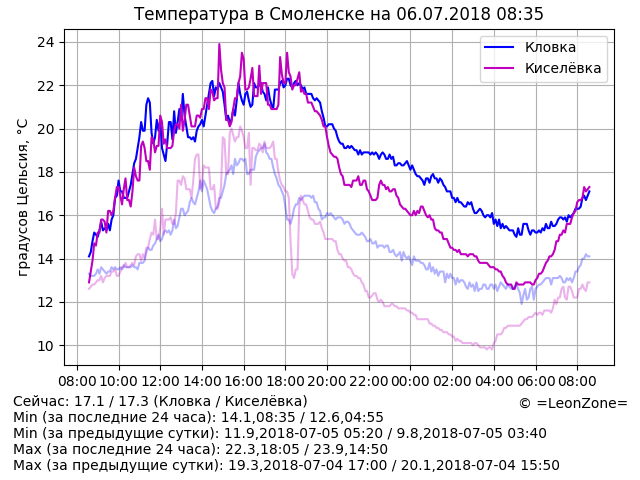 Температура в Смоленске на 06.07.2018 08:35
Кловка
Киселёвка
градусов Цельсия, °C
24
22
20
18
16
14
12
10
08:00 10:00 12:00 14:00 16:00 18:00 20:00 22:00 00:00 02:00 04:00 06:00 08:00
Сейчас: 17.1 / 17.3 (Кловка / Киселёвка)
© =LeonZone=
Min (за последние 24 часа): 14.1,08:35 / 12.6,04:55
Min (за предыдущие сутки): 11.9,2018-07-05 05:20 / 9.8,2018-07-05 03:40
Max (за последние 24 часа): 22.3,18:05 / 23.9,14:50
Max (за предыдущие сутки): 19.3,2018-07-04 17:00 / 20.1,2018-07-04 15:50